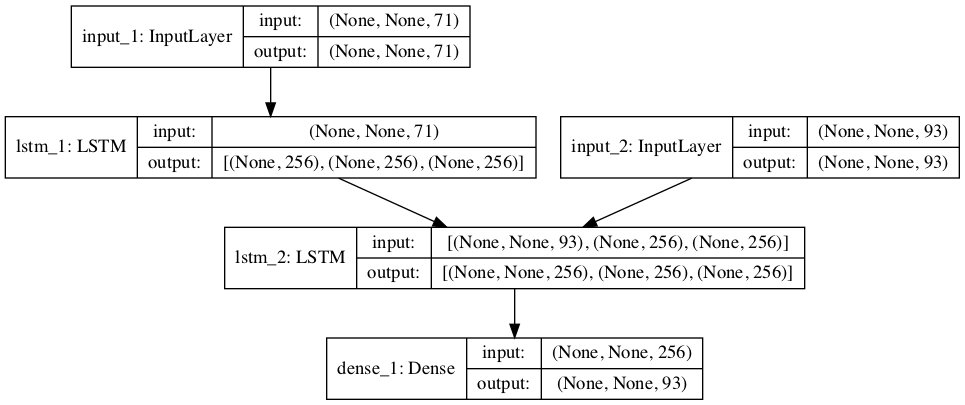 input_1: InputLayer
input: (None, None, 71)
output: (None, None, 71)
lstm_1: LSTM
input: (None, None, 71)
output: [(None, 256), (None, 256), (None, 256)]
input_2: InputLayer
input: (None, None, 93)
output: (None, None, 93)
lstm_2: LSTM
input: [(None, None, 93), (None, 256), (None, 256)]
output: [(None, None, 256), (None, 256), (None, 256)]
dense_1: Dense
input: (None, None, 256)
output: (None, None, 93)